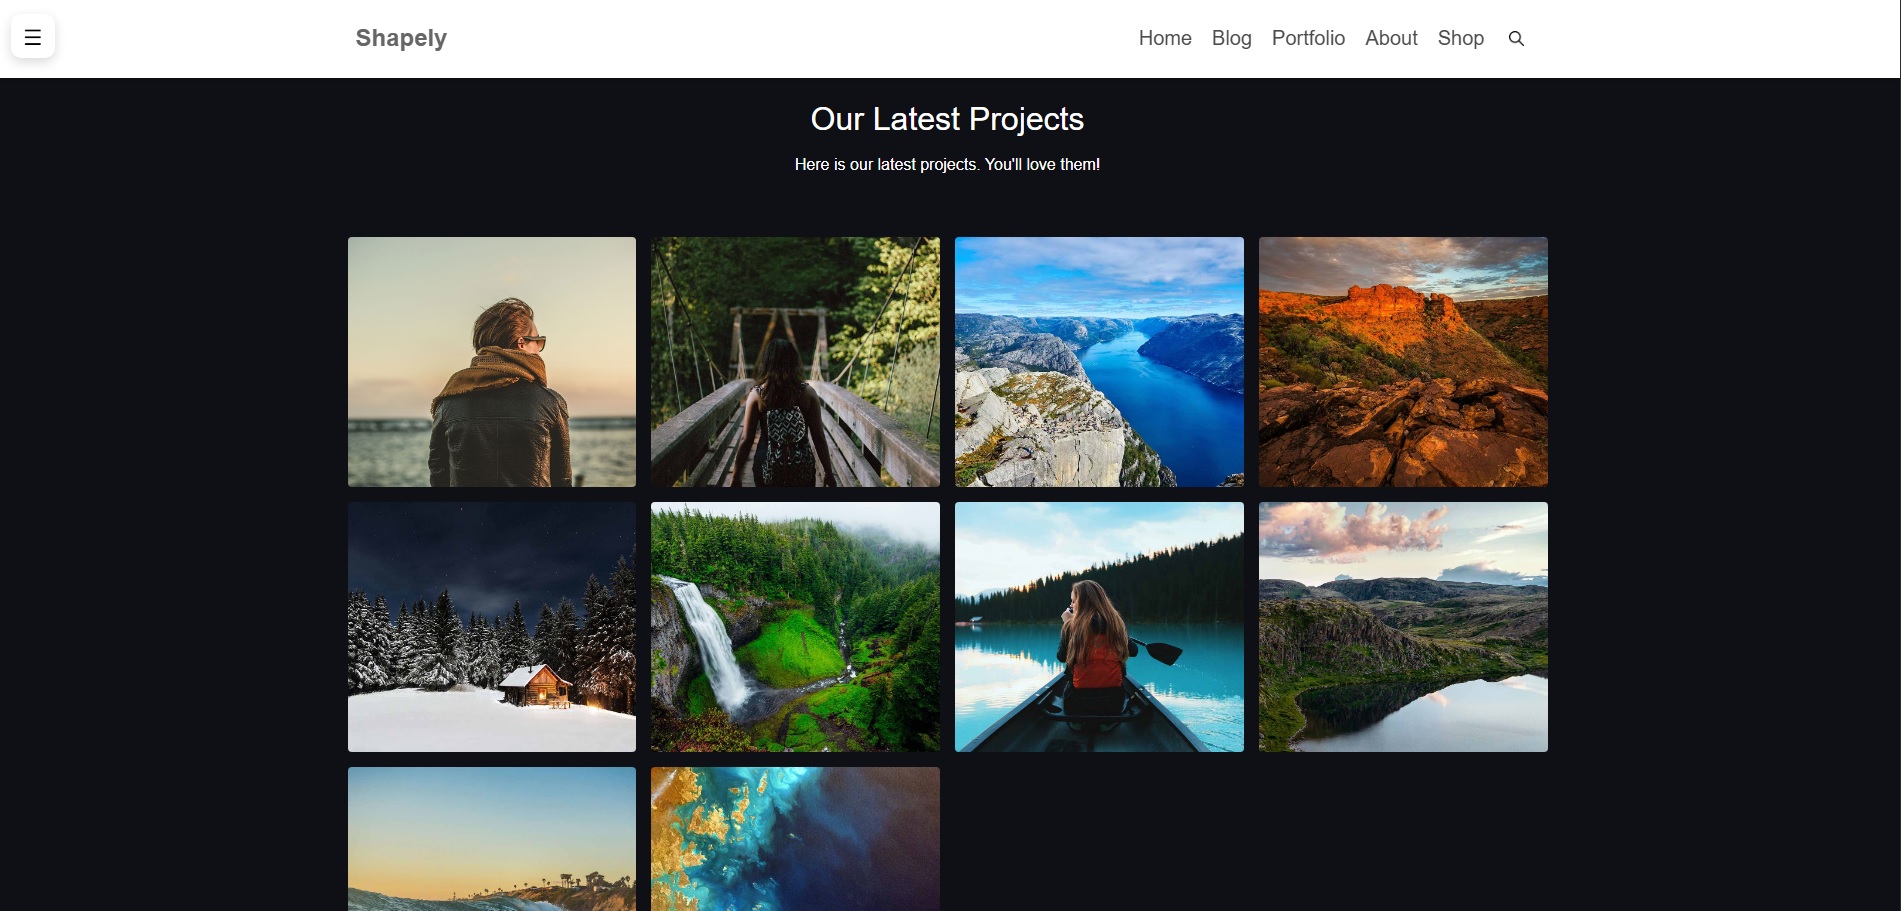 Shapely
Home Blog Portfolio About Shop
Our Latest Projects
Here is our latest projects. You'll love them!